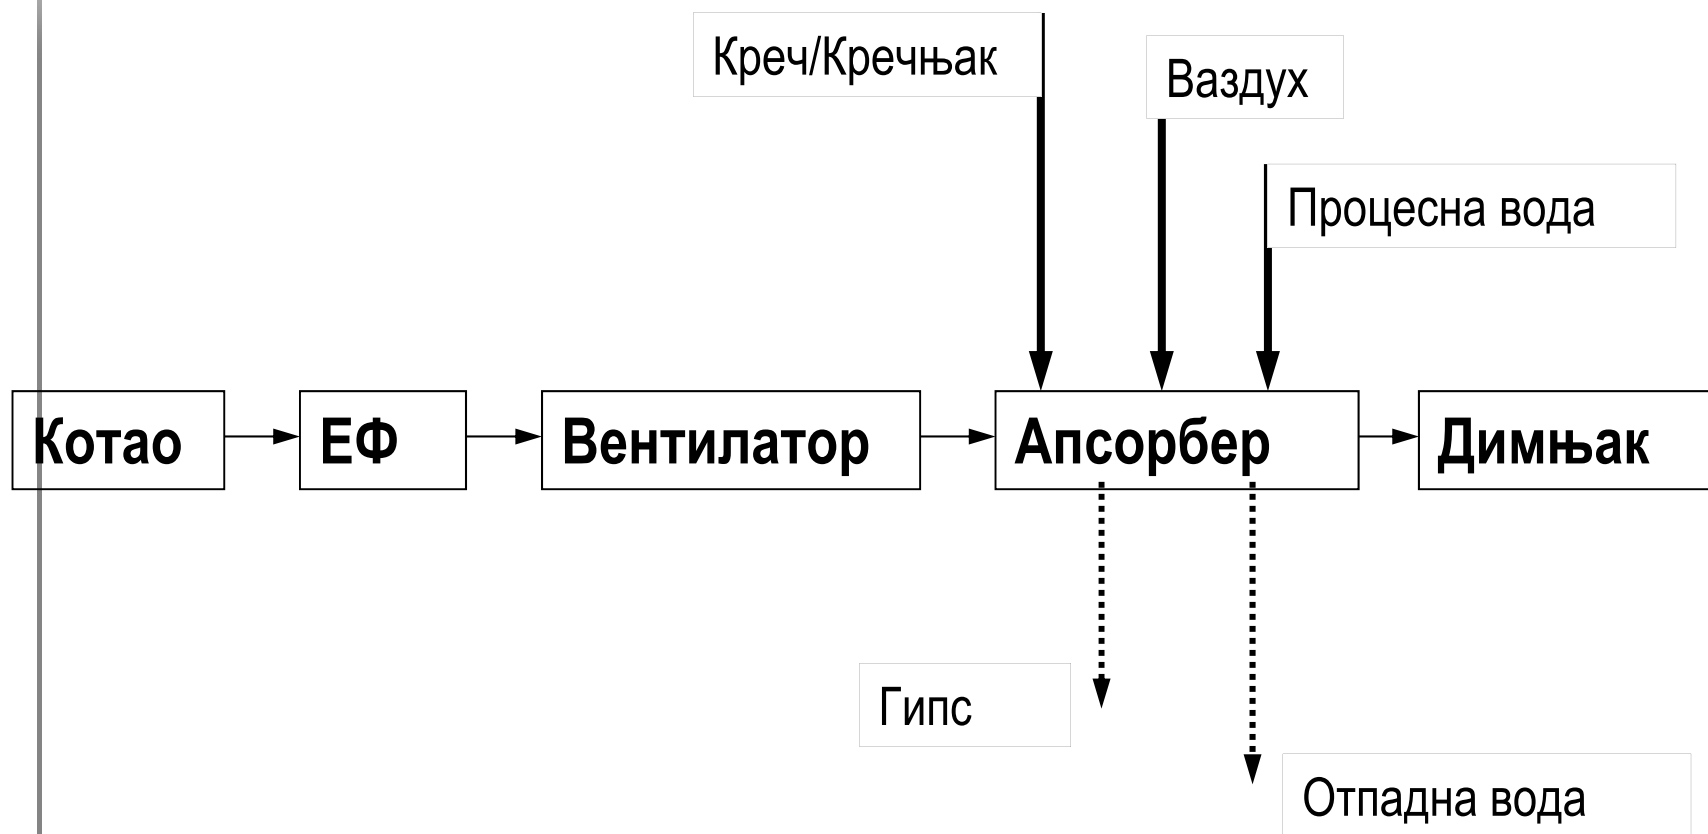 Креч/Кречњак
Ваздух
Процесна вода
Котао
ЕФ
Вентилатор
Апсорбер
Димњак
Гипс
Отпадна вода